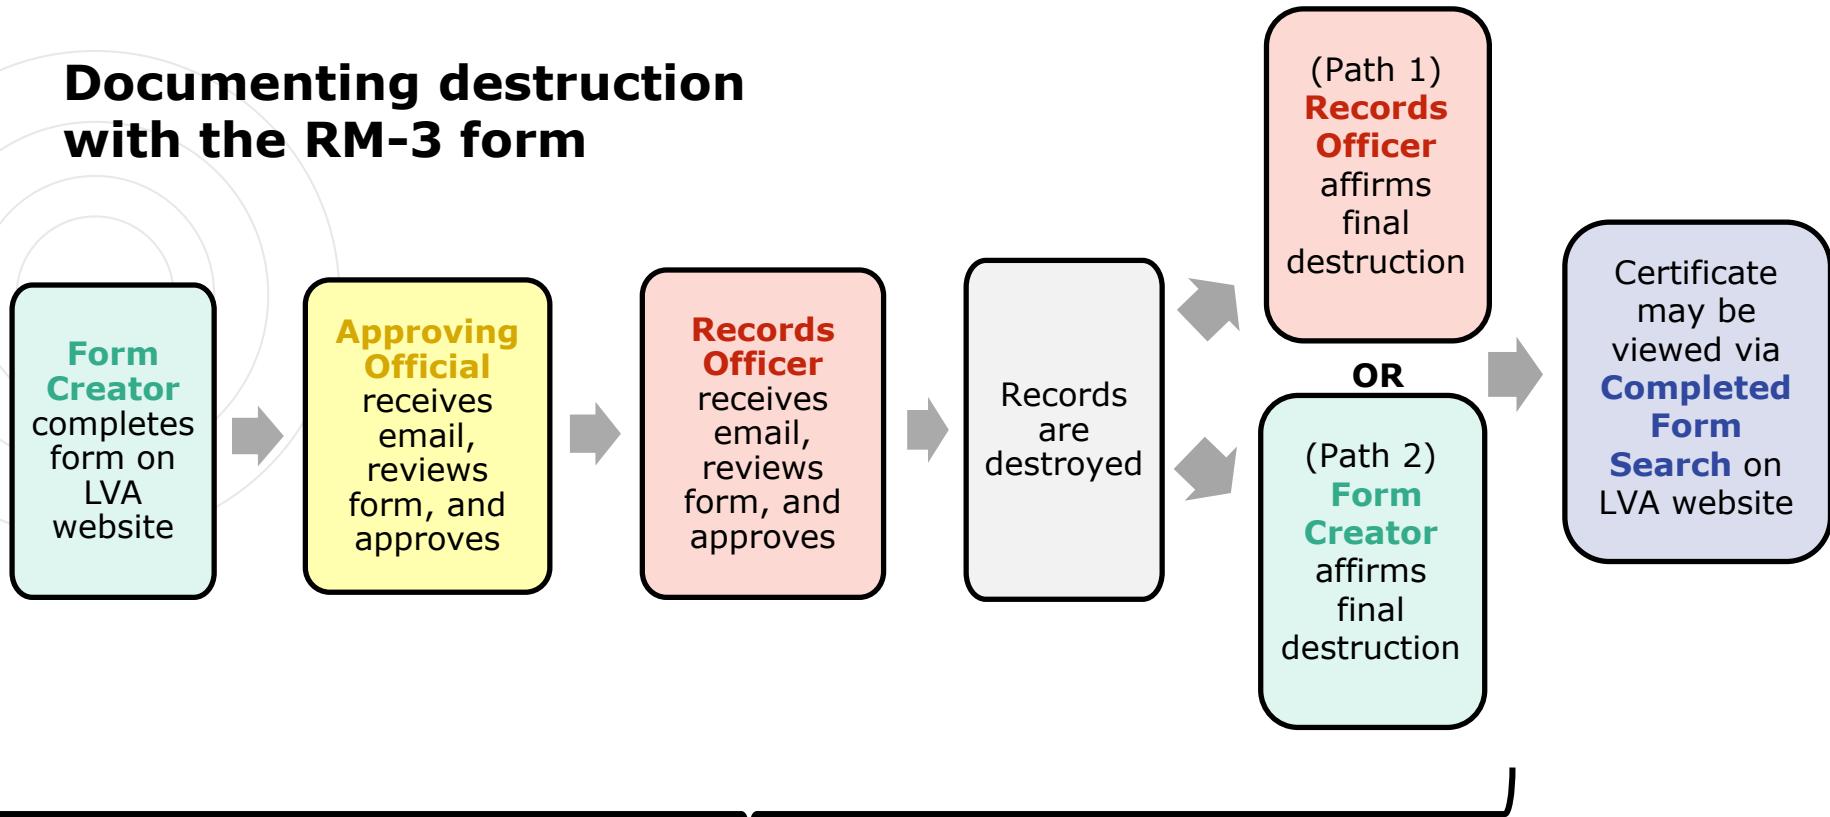 Documenting destruction
with the RM-3 form
Form
Creator
completes
form on
LVA
website
Approving
Official
receives
email,
reviews
form, and
approves
Records
Officer
receives
email,
reviews
form, and
approves
Records
are
destroyed
(Path 1)
Records
Officer
affirms
final
destruction
OR
(Path 2)
Form
Creator
affirms
final
destruction
Certificate
may be
viewed via
Completed
Form
Search on
LVA website